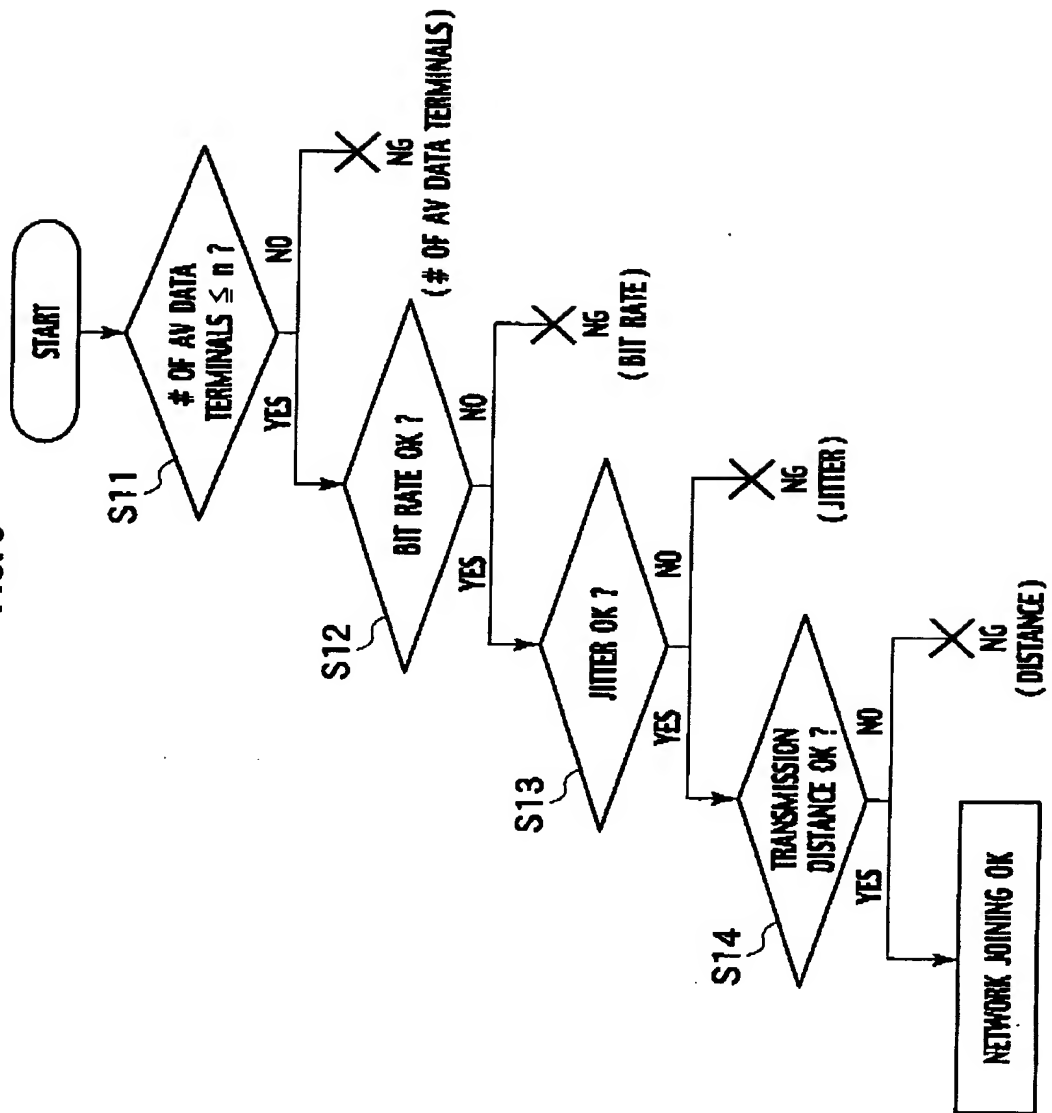 START
S11
# OF AV DATA
TERMINALS ≦ n ?
YES
NO
NG
(# OF AV DATA TERMINALS)
S12
BIT RATE OK ?
YES
NO
NG
(BIT RATE)
S13
JITTER OK ?
YES
NO
NG
(JITTER)
S14
TRANSMISSION
DISTANCE OK ?
YES
NO
NG
(DISTANCE)
NETWORK JOINING OK